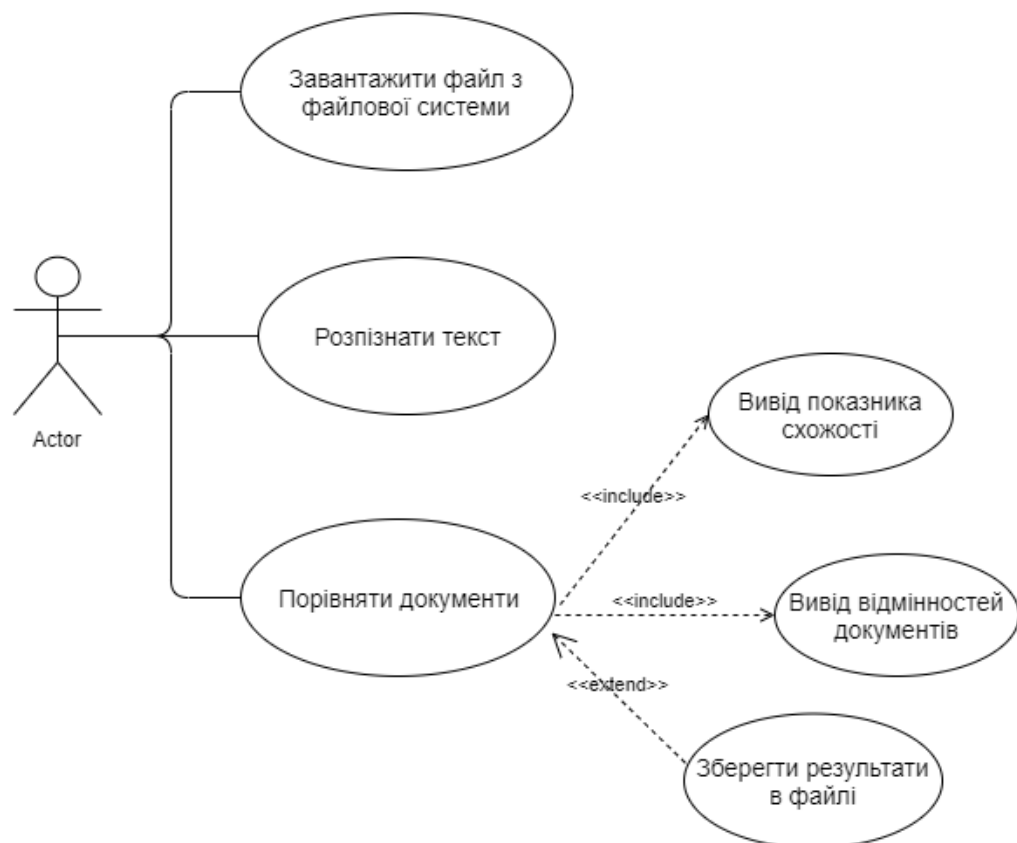 Завантажити файл з
файлової системи
Розпізнати текст
Actor
Вивід показника
схожості
<<include>>
Порівняти документи
<<include>>
Вивід відмінностей
документів
<<extend>>
Зберегти результати
в файлі